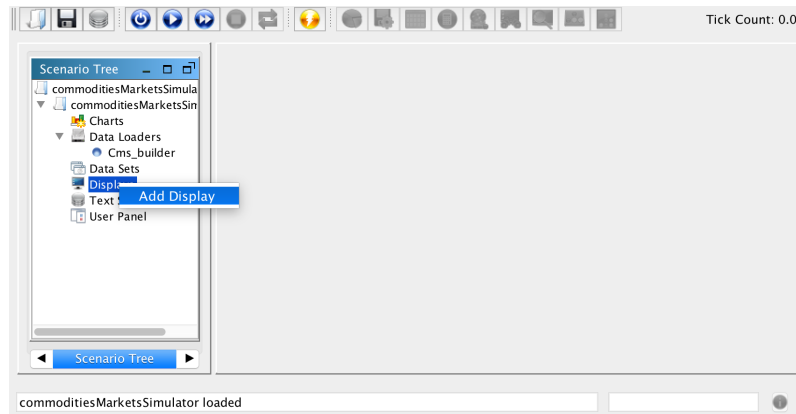 Tick Count: 0.0
Scenario Tree
commoditiesMarketsSimula
commoditiesMarketsSin
Charts
Data Loaders
Cms_builder
Data Sets
Add Display
User Panel
Scenario Tree
commoditiesMarketsSimulator loaded